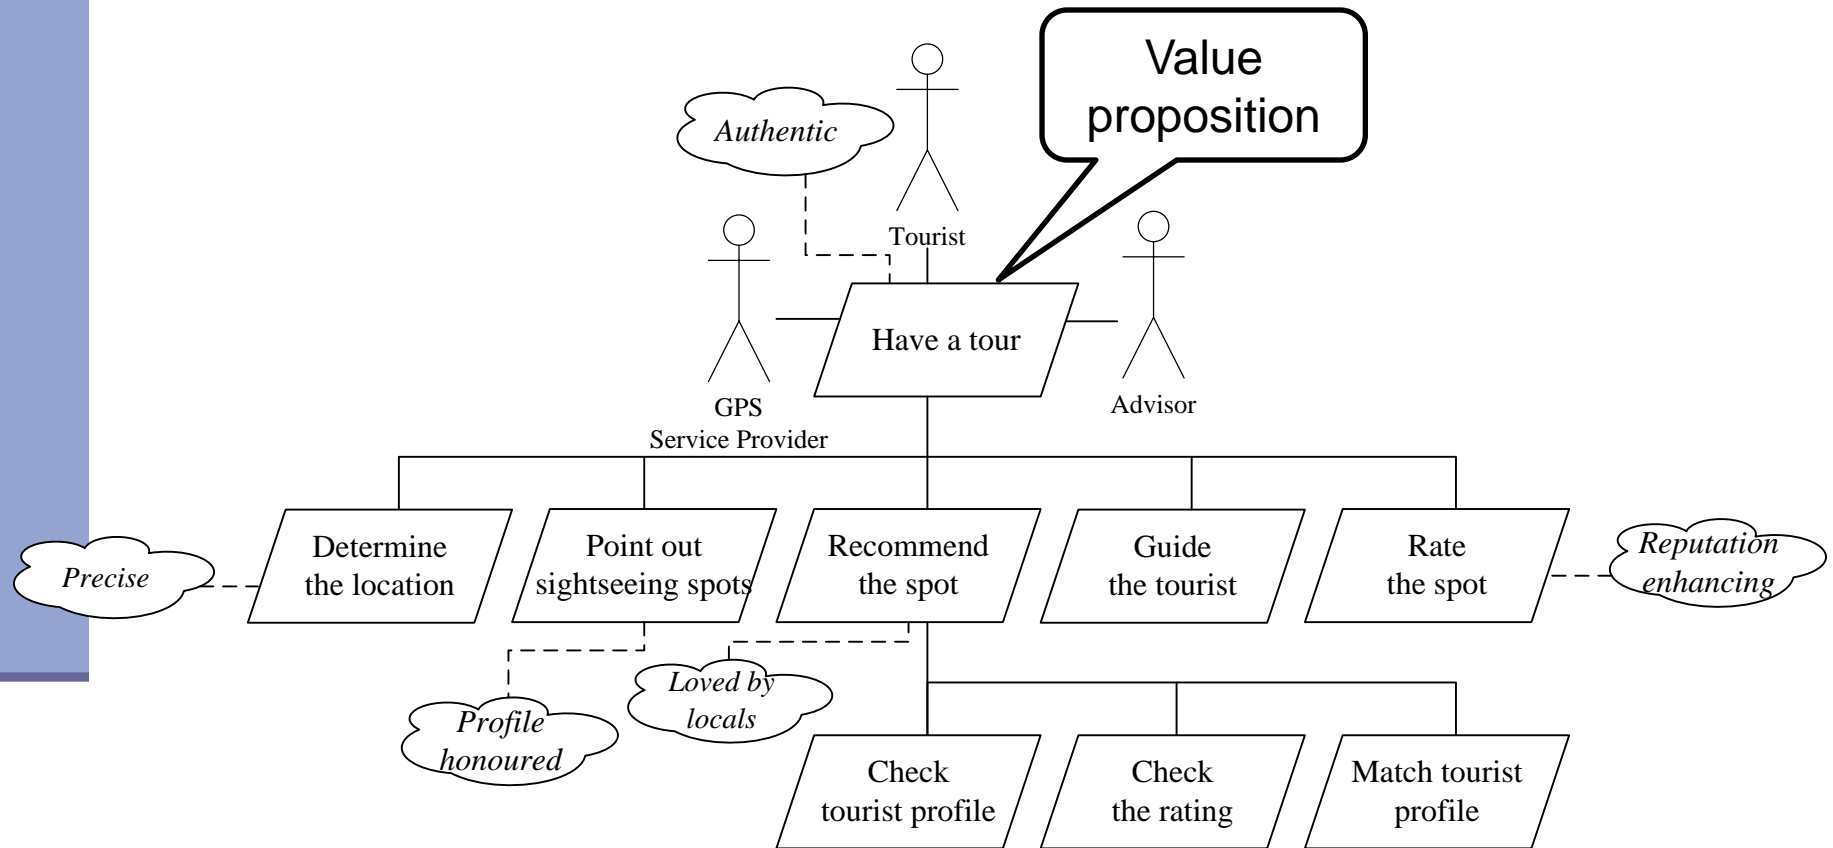 Value
proposition
Authentic
Tourist
Have a tour
GPS
Service Provider
Advisor
Determine
the location
Point out
sightseeing spots
Recommend
the spot
Guide
the tourist
Rate
the spot
Precise
Reputation
enhancing
Profile
honoured
Loved by
locals
Check
tourist profile
Check
the rating
Match tourist
profile